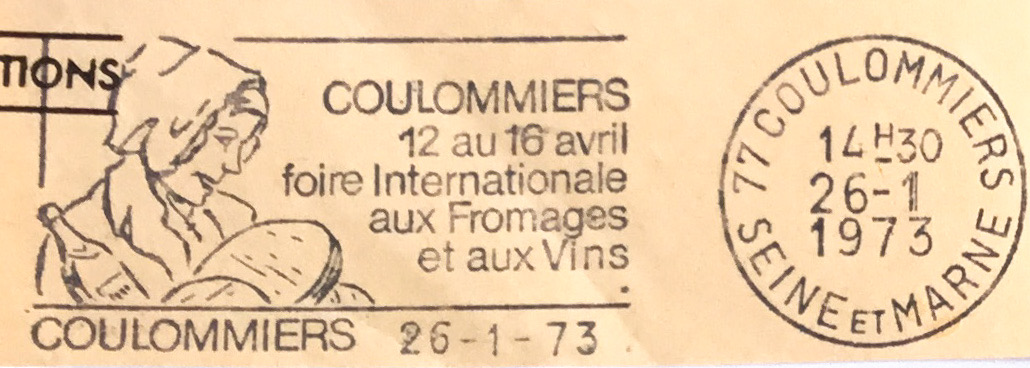 TIONS
COULOMMIERS
12 au 16 avril
foire Internationale
aux Fromages
et aux Vins
COULOMMIERS 26-1-73
77 COULOMMIERS
14H30
26-1
1973
SEINE ET MARNE